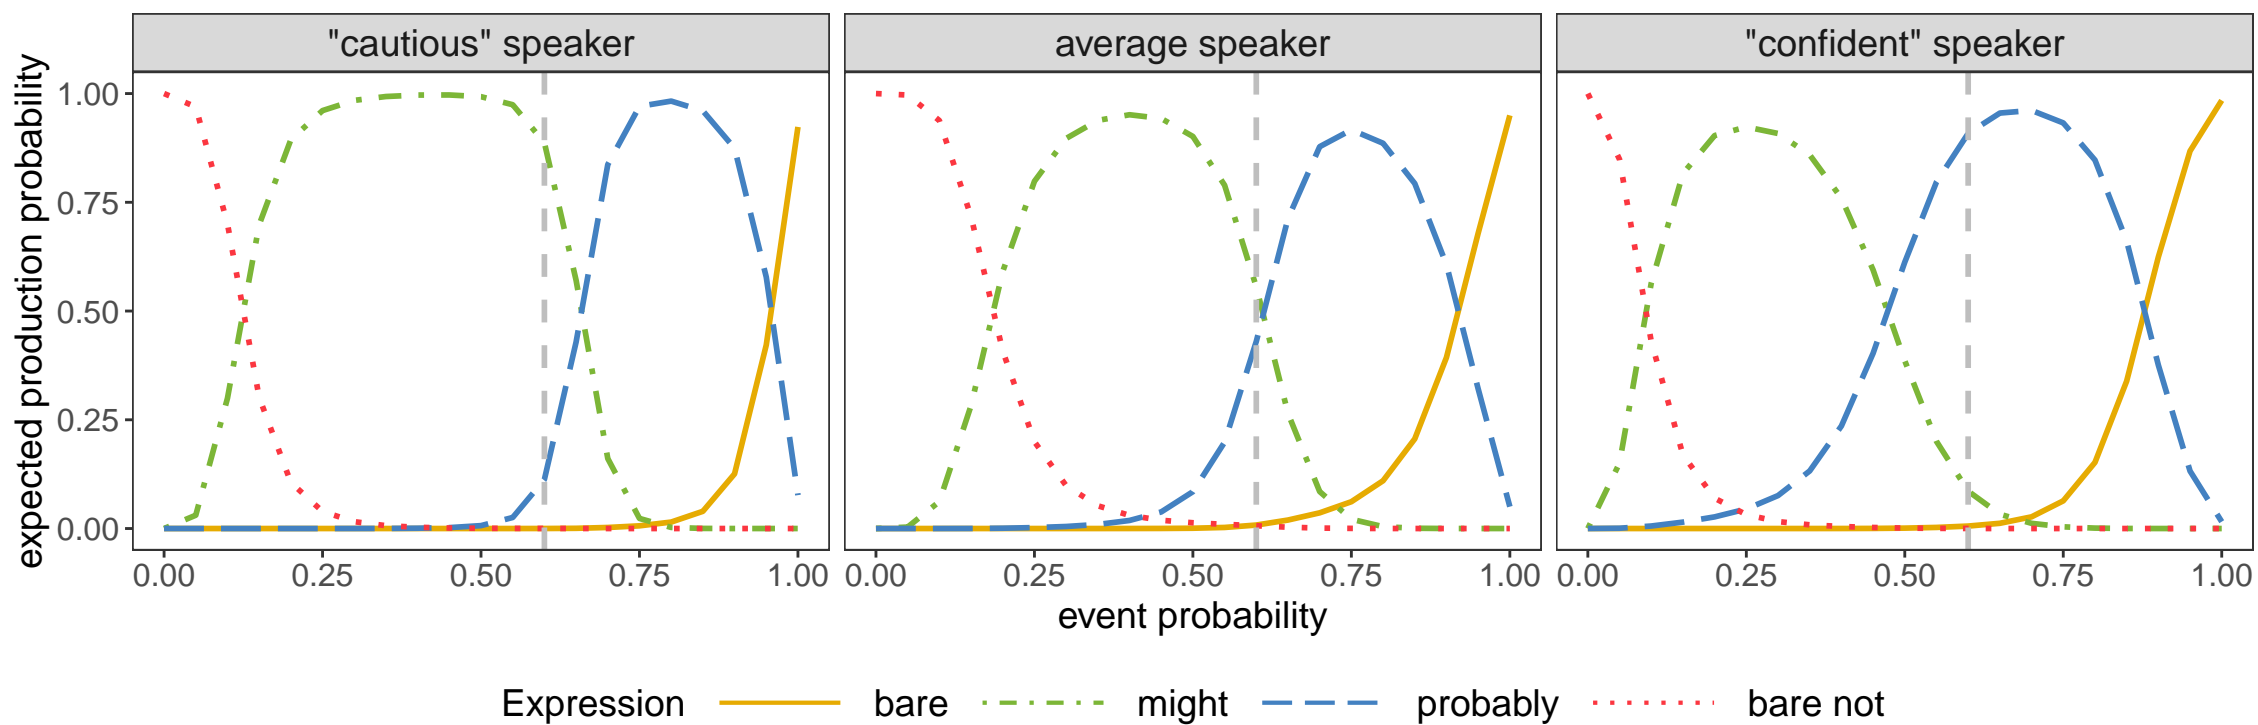 "cautious" speaker average speaker "confident" speaker
expected production probability
1.00
0.75
0.50
0.25
0.00
0.00 0.25 0.50 0.75 1.00 0.00 0.25 0.50 0.75 1.00 0.00 0.25 0.50 0.75 1.00
event probability
Expression bare might probably bare not